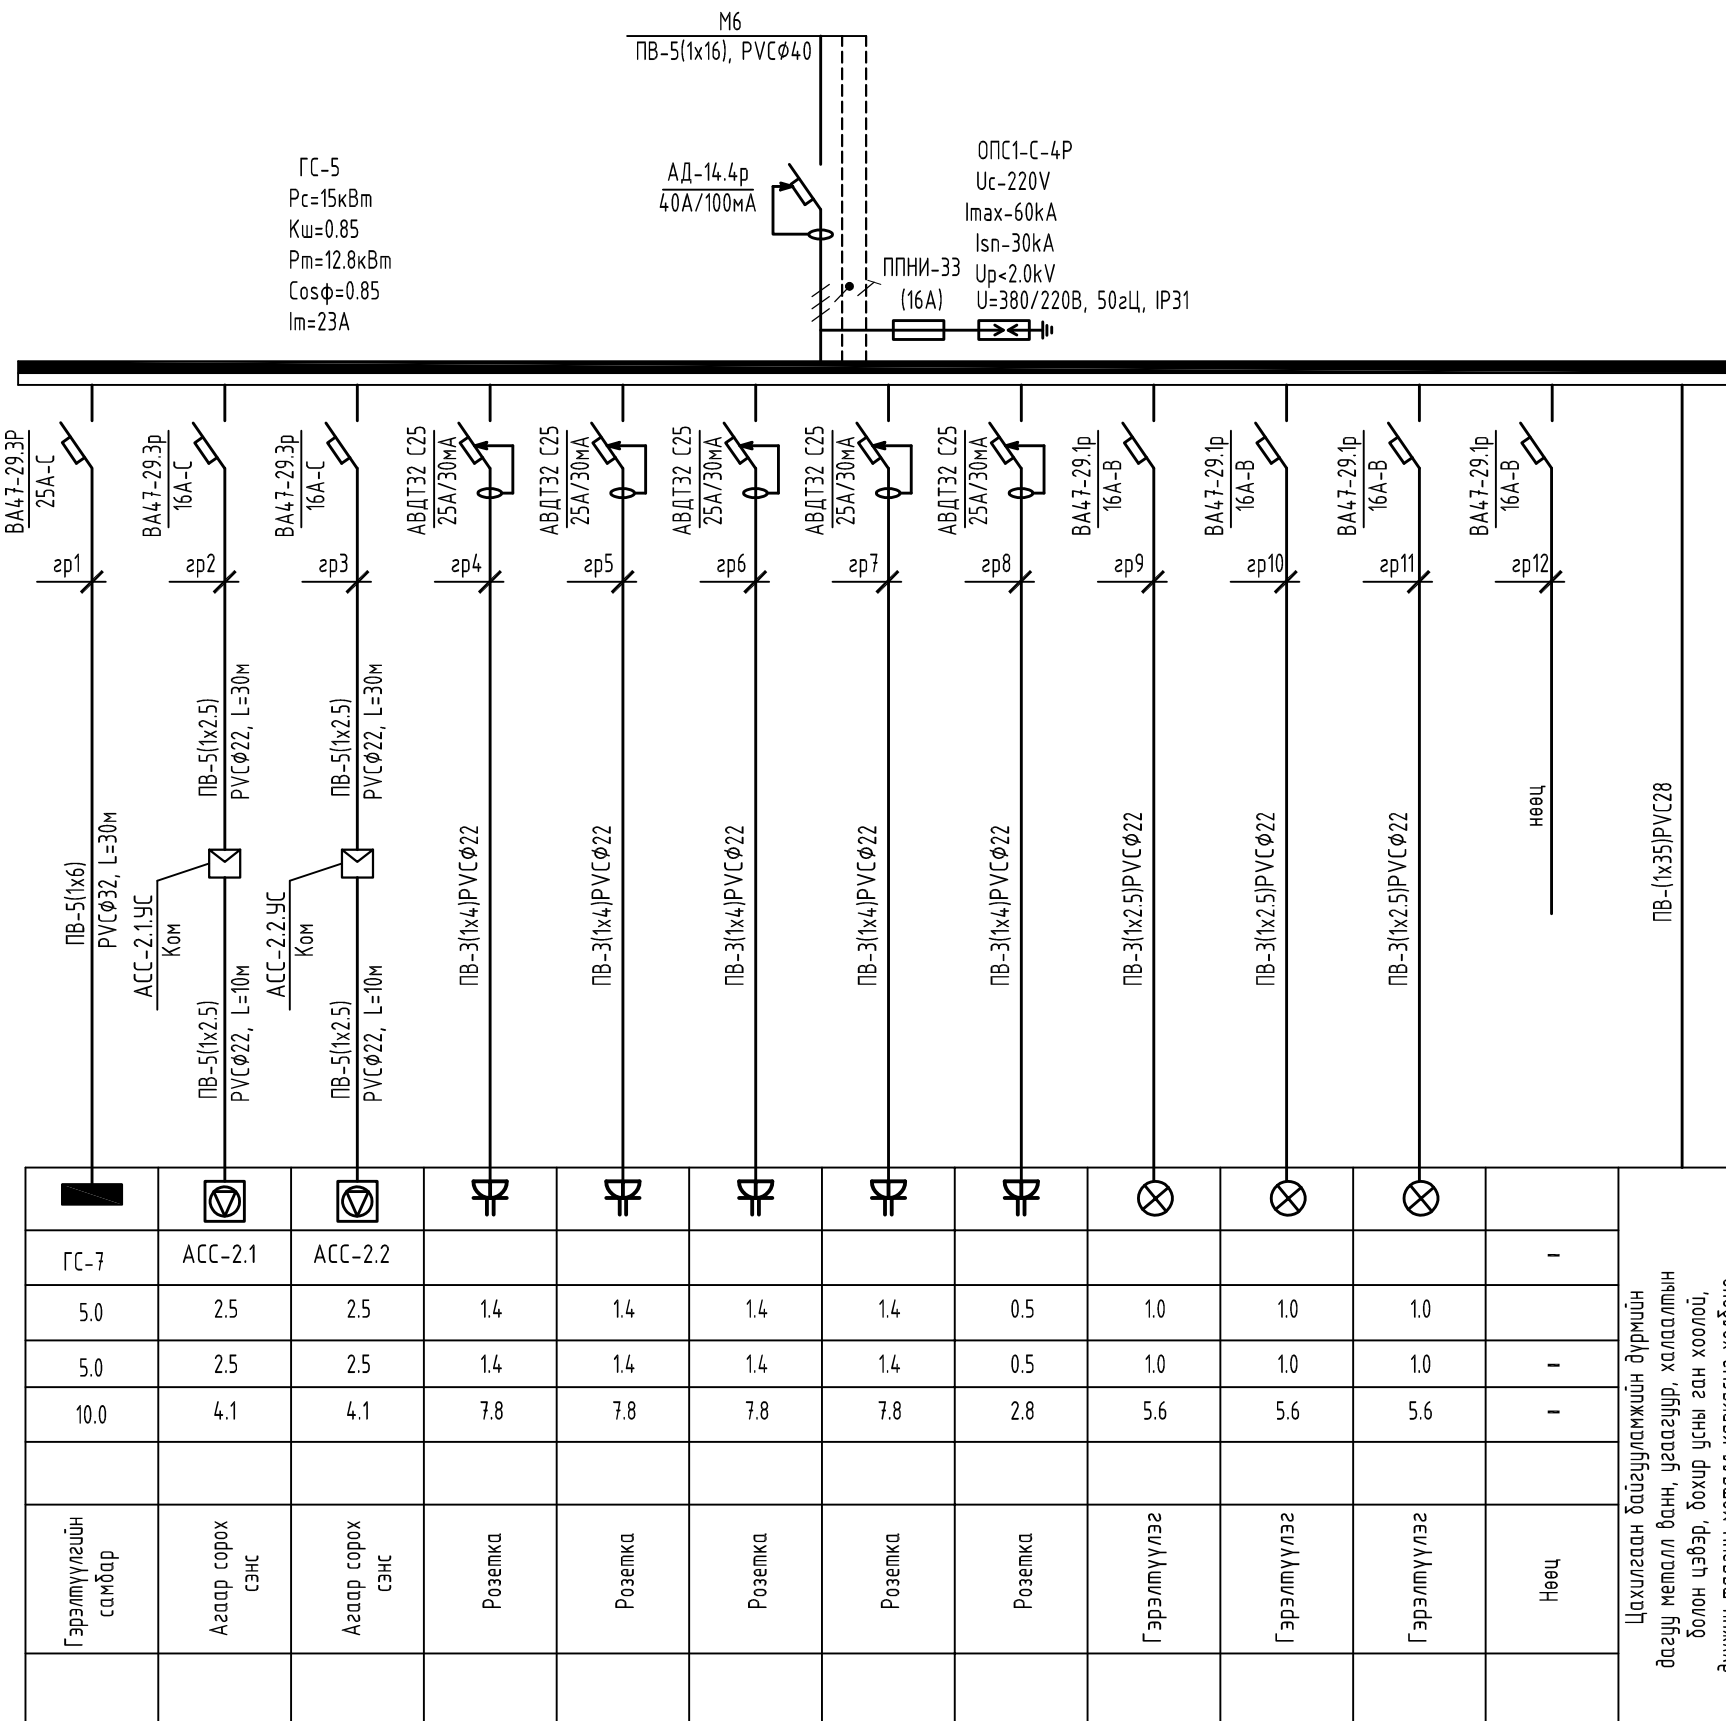 М6
ПВ-5(1х16), PVCФ40
ГС-5
Рс=15кВт
Кш=0.85
Рт=12.8кВт
Cosφ=0.85
Iт=23А
АД-14.4р
40А/100мА
ОПС1-С-4Р
Uc-220V
Imax-60kA
Isn-30kA
Up<2.0kV
U=380/220В, 50гЦ, IP31
ППНИ-33
(16А)
ВА47-29.3Р
25А-С
ВА47-29.3р
16А-С
ВА47-29.3р
16А-С
АВДТ32 С25
25А/30мА
АВДТ32 С25
25А/30мА
АВДТ32 С25
25А/30мА
АВДТ32 С25
25А/30мА
АВДТ32 С25
25А/30мА
ВА47-29.1р
16А-В
ВА47-29.1р
16А-В
ВА47-29.1р
16А-В
ВА47-29.1р
16А-В
гр1 гр2 гр3 гр4 гр5 гр6 гр7 гр8 гр9 гр10 гр11 гр12
ПВ-5(1х6)
PVCФ32, L=30м
ПВ-5(1х2.5)
PVCФ22, L=30м
АСС-2.1.УС
Ком
ПВ-5(1х2.5)
PVCФ22, L=10м
ПВ-5(1х2.5)
PVCФ22, L=30м
АСС-2.2.УС
Ком
ПВ-5(1х2.5)
PVCФ22, L=10м
ПВ-3(1х4)PVCФ22
ПВ-3(1х4)PVCФ22
ПВ-3(1х4)PVCФ22
ПВ-3(1х4)PVCФ22
ПВ-3(1х4)PVCФ22
ПВ-3(1х2.5)PVCФ22
ПВ-3(1х2.5)PVCФ22
ПВ-3(1х2.5)PVCФ22
нөөц
ПВ-(1х35)PVC28
ГС-7 АСС-2.1 АСС-2.2 -
5.0 2.5 2.5 1.4 1.4 1.4 1.4 0.5 1.0 1.0 1.0
5.0 2.5 2.5 1.4 1.4 1.4 1.4 0.5 1.0 1.0 1.0 -
10.0 4.1 4.1 7.8 7.8 7.8 7.8 2.8 5.6 5.6 5.6 -
Гэрэлтүүлгийн
самбар
Агаар сорох
сэнс
Агаар сорох
сэнс
Розетка
Розетка
Розетка
Розетка
Розетка
Гэрэлтүүлэг
Гэрэлтүүлэг
Гэрэлтүүлэг
Нөөц
Цахилгаан байгууламжийн дүрмийн
дагуу металл ванн, угаагуур, халаалтын
болон цэвэр, бохир усны ган хоолой,